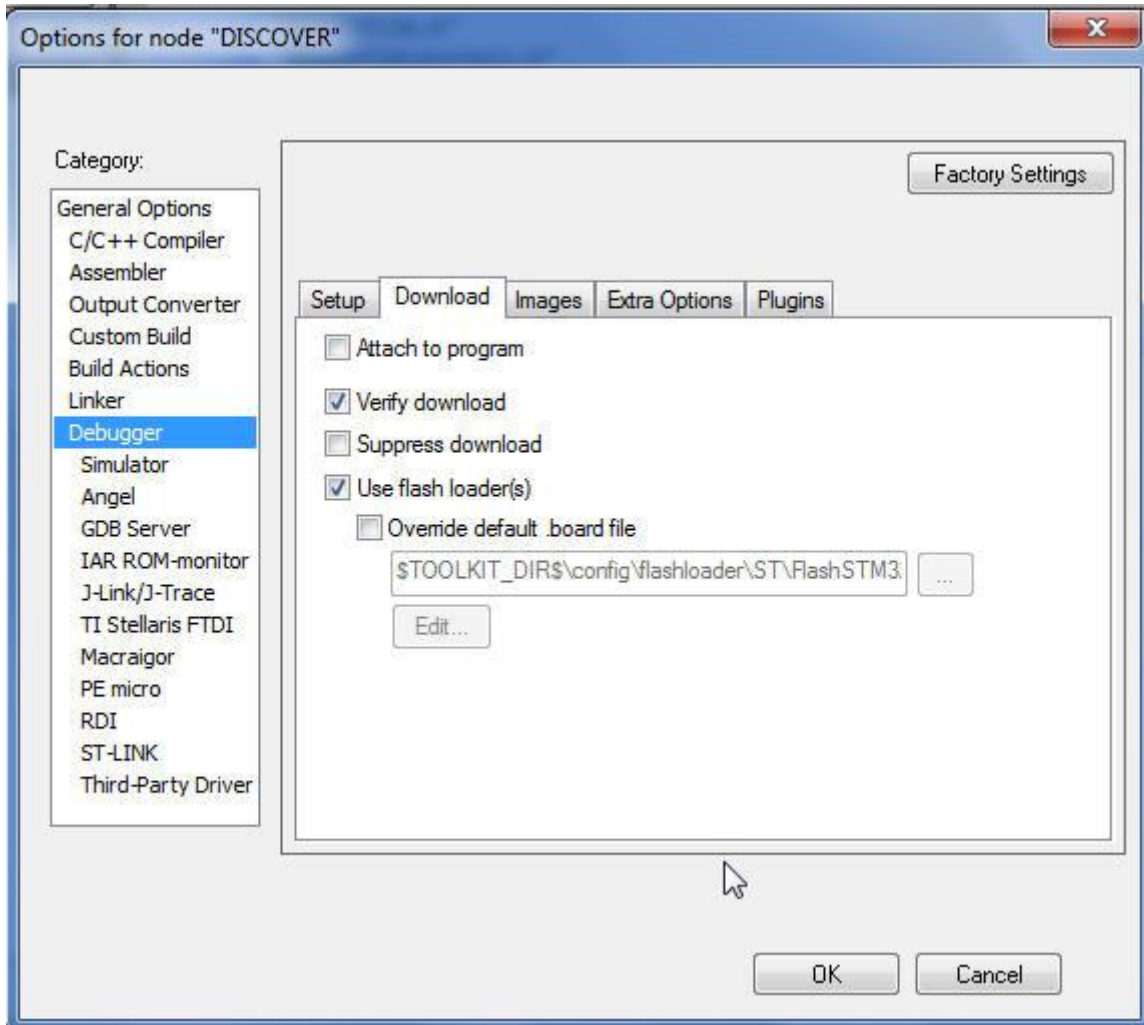 Options for node "DISCOVER"
Category:
Factory Settings
General Options
C/C++ Compiler
Assembler
Output Converter
Custom Build
Build Actions
Linker
Debugger
Simulator
Angel
GDB Server
IAR ROM-monitor
J-Link/J-Trace
TI Stellaris FTDI
Macraigor
PE micro
RDI
ST-LINK
Third-Party Driver
Setup Download Images Extra Options Plugins
Attach to program
Verify download
Suppress download
Use flash loader(s)
Override default .board file
$TOOLKIT_DIR$\config\flashloader\ST\FlashSTM3
...
Edit...
OK Cancel